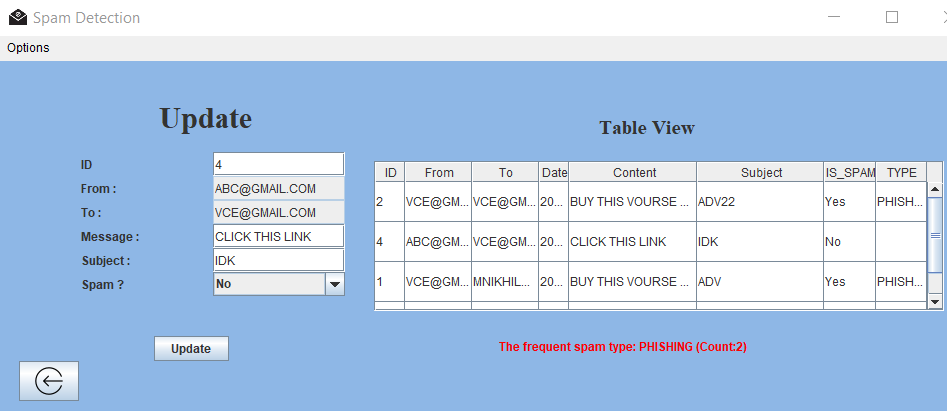 Spam Detection
Options
Update
ID 4
From : ABC@GMAIL.COM
To : VCE@GMAIL.COM
Message : CLICK THIS LINK
Subject : IDK
Spam ? No
Update
Table View
ID From To Date Content Subject IS_SPAM TYPE
2 VCE@GM... VCE@GM... 20... BUY THIS VOURSE ... ADV22 Yes PHISH...
4 ABC@GM... VCE@GM... 20... CLICK THIS LINK IDK No
1 VCE@GM... MNIKHIL... 20... BUY THIS VOURSE ... ADV Yes PHISH...
The frequent spam type: PHISHING (Count:2)